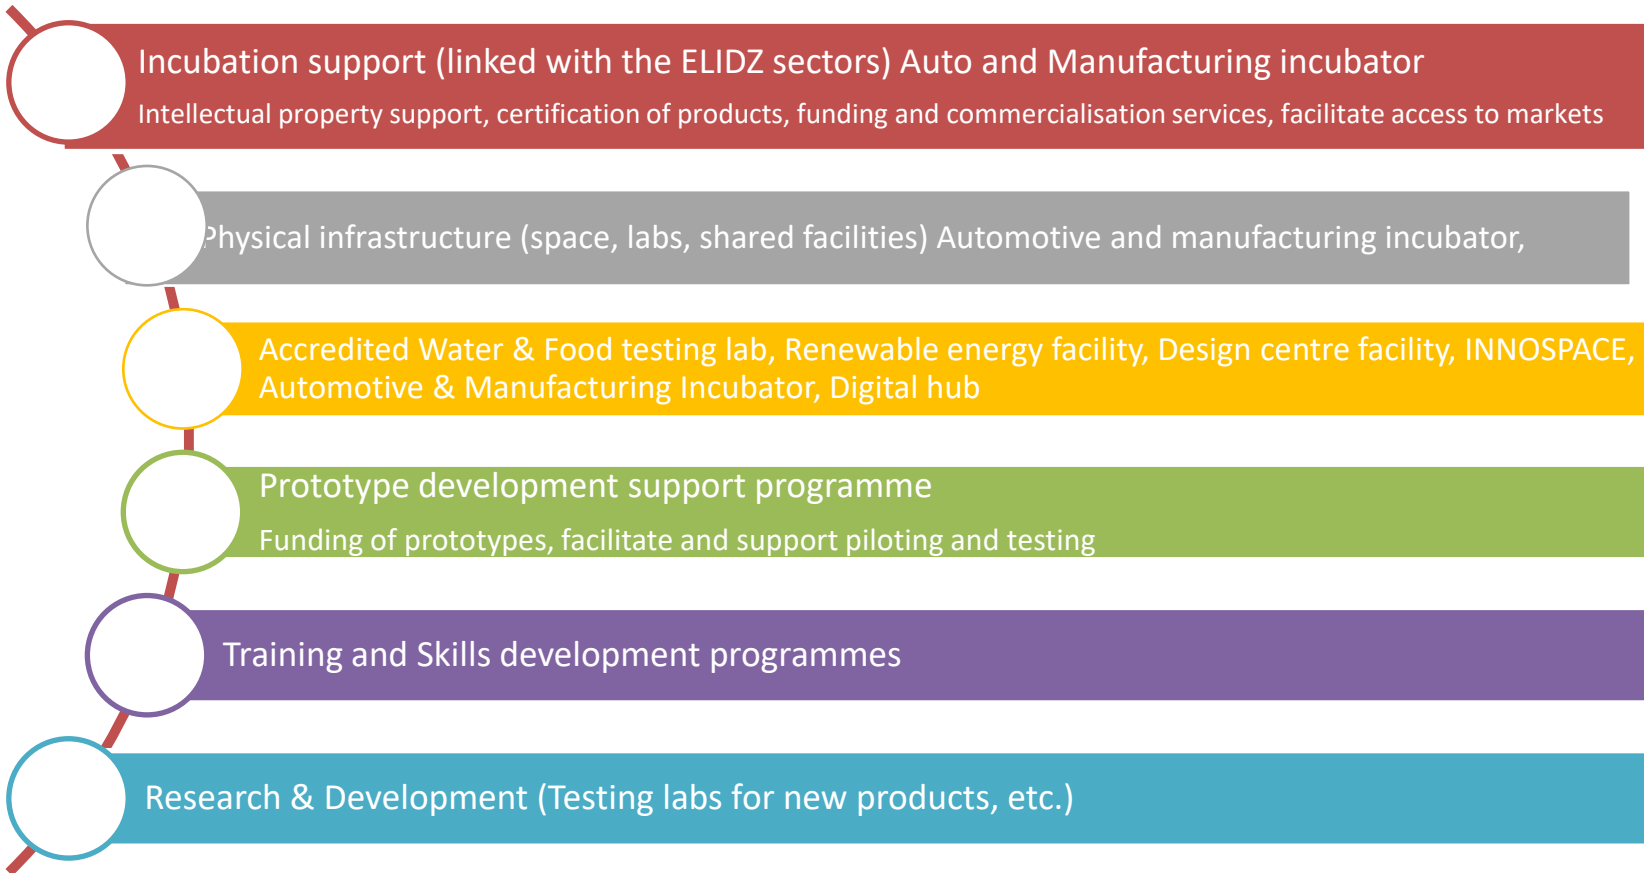 Incubation support (linked with the ELIDZ sectors) Auto and Manufacturing incubator
Intellectual property support, certification of products, funding and commercialisation services, facilitate access to markets
Physical infrastructure (space, labs, shared facilities) Automotive and manufacturing incubator,
Accredited Water & Food testing lab, Renewable energy facility, Design centre facility, INNOSPACE,
Automotive & Manufacturing Incubator, Digital hub
Prototype development support programme
Funding of prototypes, facilitate and support piloting and testing
Training and Skills development programmes
Research & Development (Testing labs for new products, etc.)